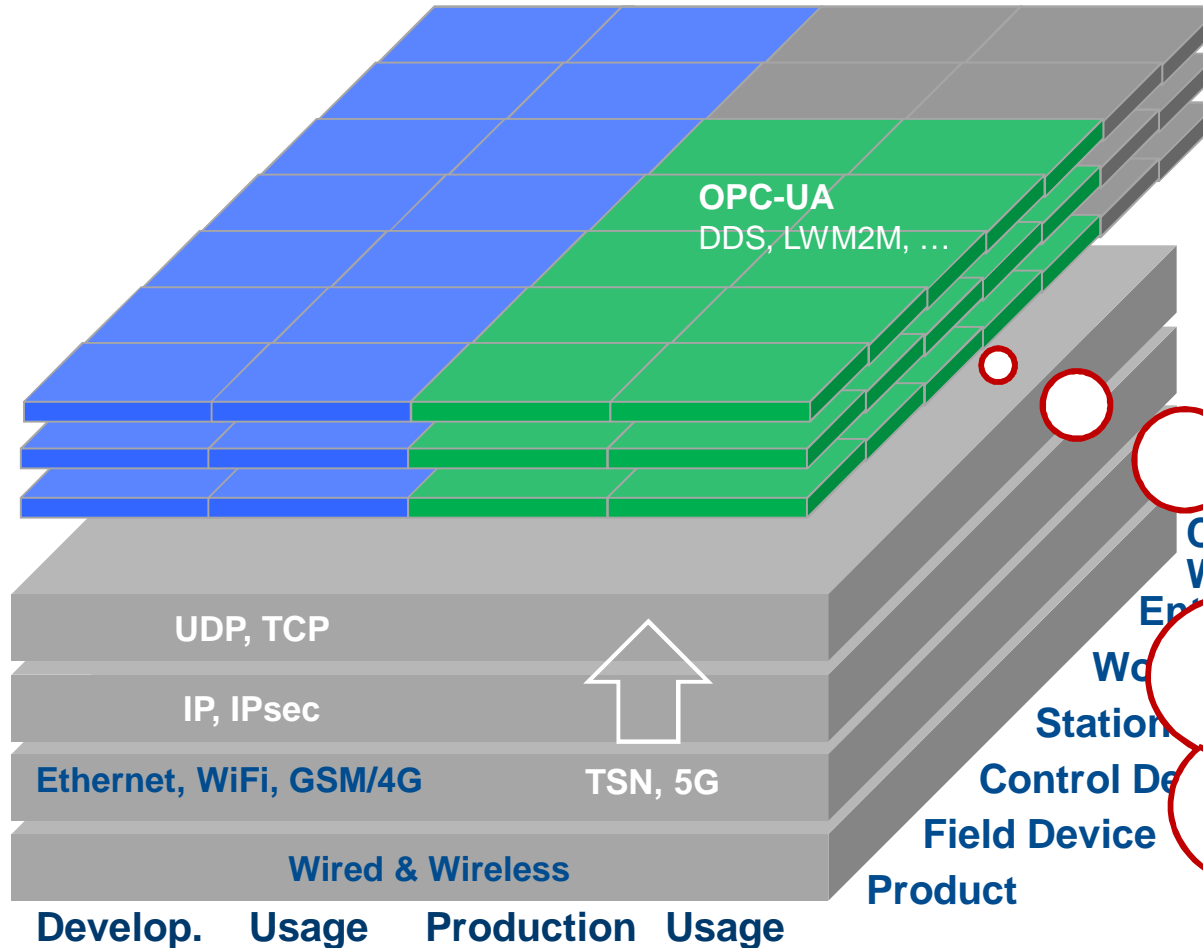 OPC-UA
DDS, LWM2M, …
UDP, TCP
IP, IPsec
Station
Ethernet, WiFi, GSM/4G
TSN, 5G
Control
Field Device
Wired & Wireless
Product
Develop. Usage Production Usage